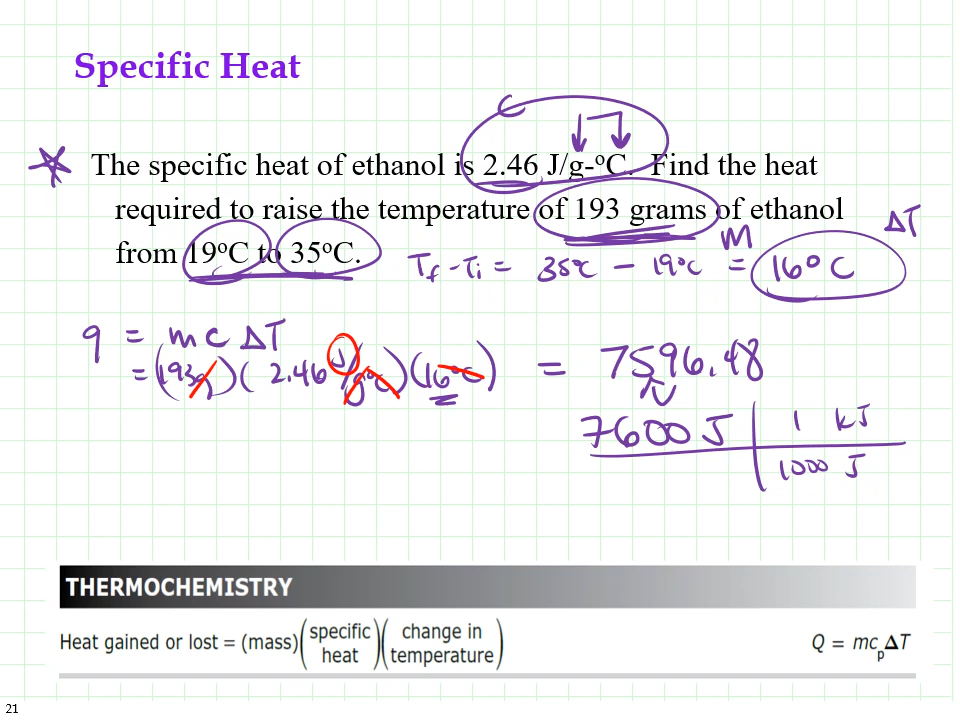 Specific Heat
C
The specific heat of ethanol is 2.46 J/g-°C. Find the heat
required to raise the temperature of 193 grams of ethanol
m
ΔT
from 19°C to 35°C.
Tf - Ti = 35°C - 19°C = 16°C
q = mcΔT
= (193g)(2.46 J/g°C)(16°C) = 7596.48
7600 J | 1 kJ
1000 J
THERMOCHEMISTRY
Heat gained or lost = (mass)(specific heat)(change in temperature) Q = mcpΔT
21